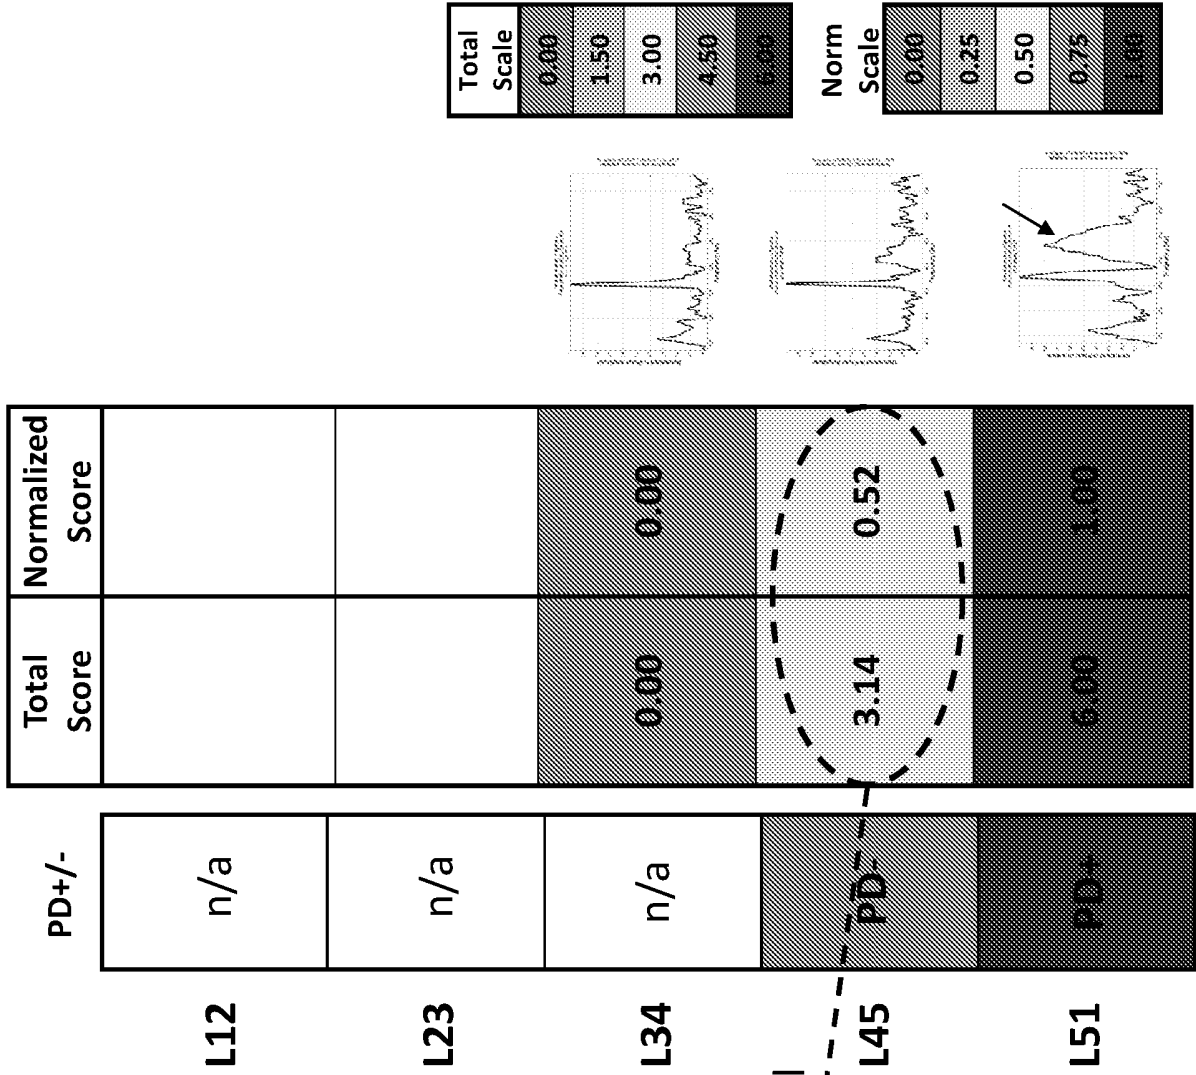 PD+/-
Total
Score
Normalized
Score
L12
n/a
L23
n/a
L34
n/a
0.00
0.00
L45
PD-
3.14
0.52
L51
PD+
6.00
1.00
Total
Scale
0.00
1.50
3.00
4.50
6.00
Norm
Scale
0.00
0.25
0.50
0.75
1.00